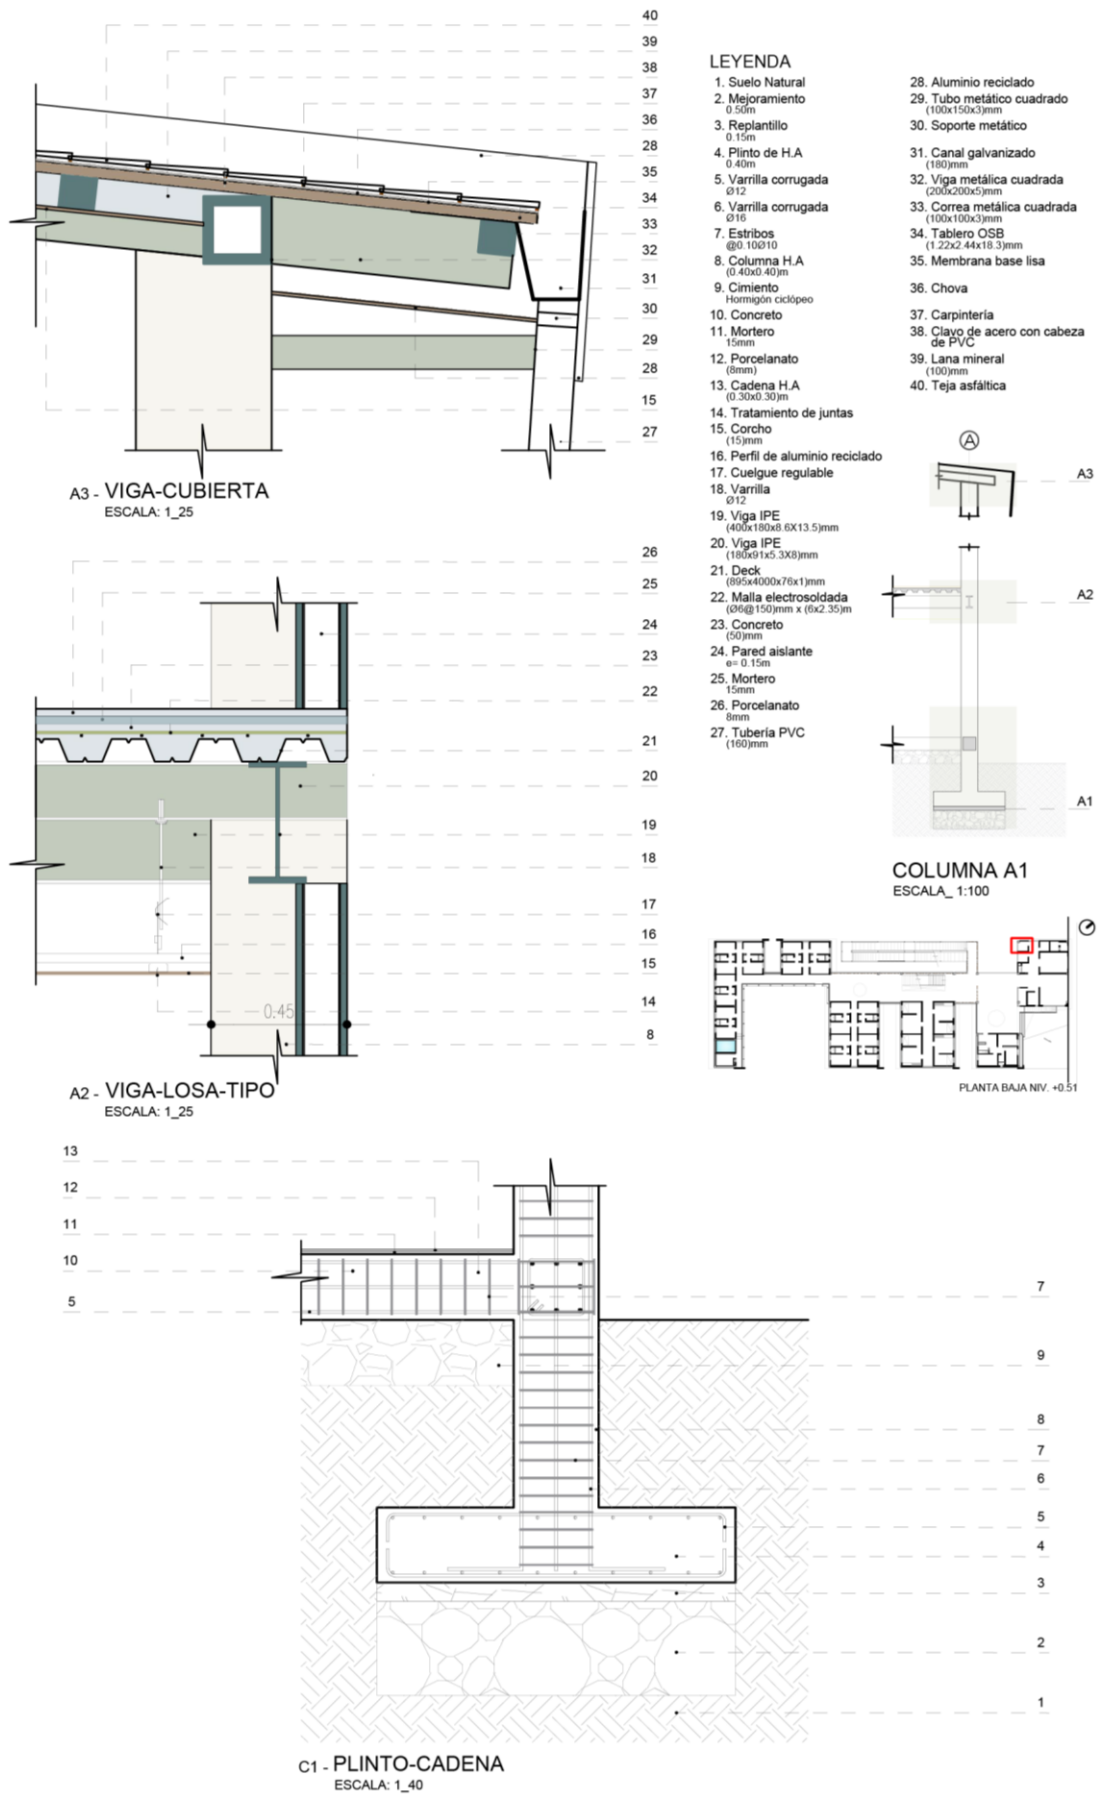 40
39
38
37
36
28
35
34
33
32
31
30
29
28
15
27
A3 - VIGA-CUBIERTA
ESCALA: 1_25
LEYENDA
1. Suelo Natural
2. Mejoramiento
0.50m
3. Replantillo
0.15m
4. Plinto de H.A
0.40m
5. Varrilla corrugada
Ø12
6. Varrilla corrugada
Ø16
7. Estribos
@0.10Ø10
8. Columna H.A
(0.40x0.40)m
9. Cimiento
Hormigón ciclópeo
10. Concreto
11. Mortero
15mm
12. Porcelanato
(8mm)
13. Cadena H.A
(0.30x0.30)m
14. Tratamiento de juntas
15. Corcho
(15)mm
16. Perfil de aluminio reciclado
17. Cuelgue regulable
18. Varrilla
Ø12
19. Viga IPE
(400x180x8.6X13.5)mm
20. Viga IPE
(180x91x5.3X8)mm
21. Deck
(895x4000x76x1)mm
22. Malla electrosoldada
(Ø6@150)mm x (6x2.35)m
23. Concreto
(50)mm
24. Pared aislante
e= 0.15m
25. Mortero
15mm
26. Porcelanato
8mm
27. Tubería PVC
(160)mm
28. Aluminio reciclado
29. Tubo metático cuadrado
(100x150x3)mm
30. Soporte metático
31. Canal galvanizado
(180)mm
32. Viga metálica cuadrada
(200x200x5)mm
33. Correa metálica cuadrada
(100x100x3)mm
34. Tablero OSB
(1.22x2.44x18.3)mm
35. Membrana base lisa
36. Chova
37. Carpintería
38. Clavo de acero con cabeza
de PVC
39. Lana mineral
(100)mm
40. Teja asfáltica
A
A3
A2
A1
COLUMNA A1
ESCALA_ 1:100
PLANTA BAJA NIV. +0.51
26
25
24
23
22
21
20
19
18
17
16
15
14
8
0.45
A2 - VIGA-LOSA-TIPO
ESCALA: 1_25
13
12
11
10
5
7
9
8
7
6
5
4
3
2
1
C1 - PLINTO-CADENA
ESCALA: 1_40